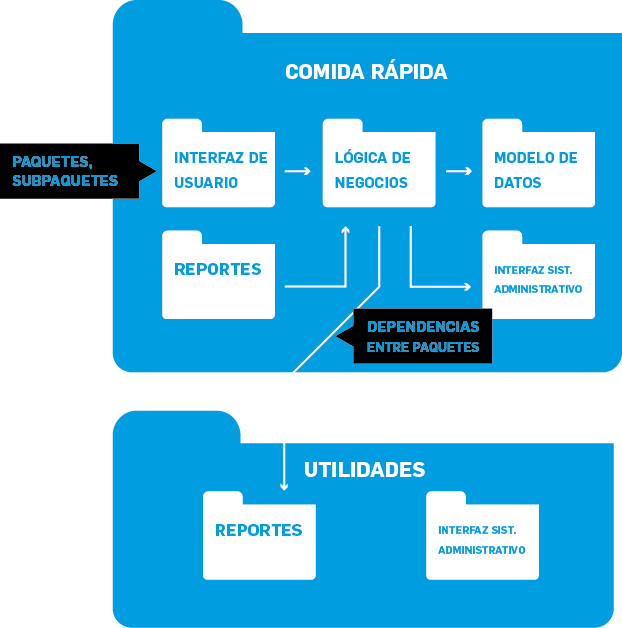 COMIDA RÁPIDA
PAQUETES,
SUBPAQUETES
INTERFAZ DE
USUARIO
LÓGICA DE
NEGOCIOS
MODELO DE
DATOS
REPORTES
INTERFAZ SIST.
ADMINISTRATIVO
DEPENDENCIAS
ENTRE PAQUETES
UTILIDADES
REPORTES
INTERFAZ SIST.
ADMINISTRATIVO